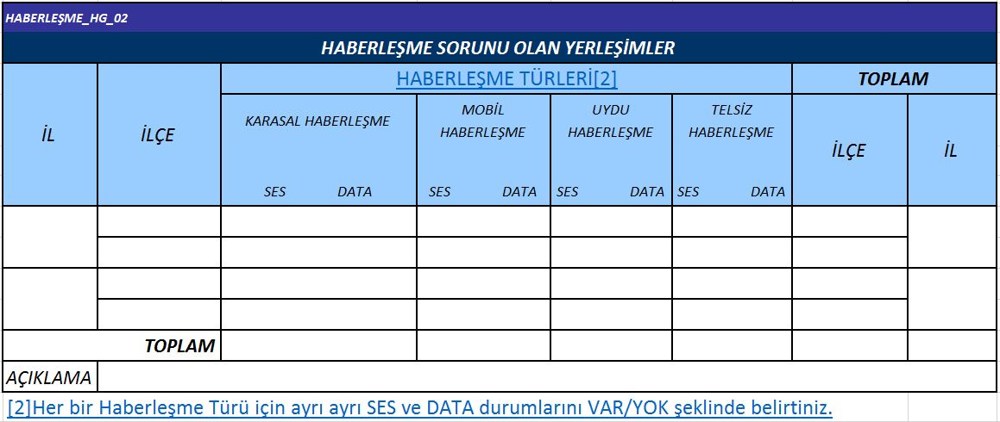 HABERLEŞME_HG_02
HABERLEŞME SORUNU OLAN YERLEŞİMLER
HABERLEŞME TÜRLERİ[2] TOPLAM
İL İLÇE KARASAL HABERLEŞME MOBİL HABERLEŞME UYDU HABERLEŞME TELSİZ HABERLEŞME İLÇE İL
SES DATA SES DATA SES DATA SES DATA
TOPLAM
AÇIKLAMA
[2]Her bir Haberleşme Türü için ayrı ayrı SES ve DATA durumlarını VAR/YOK şeklinde belirtiniz.